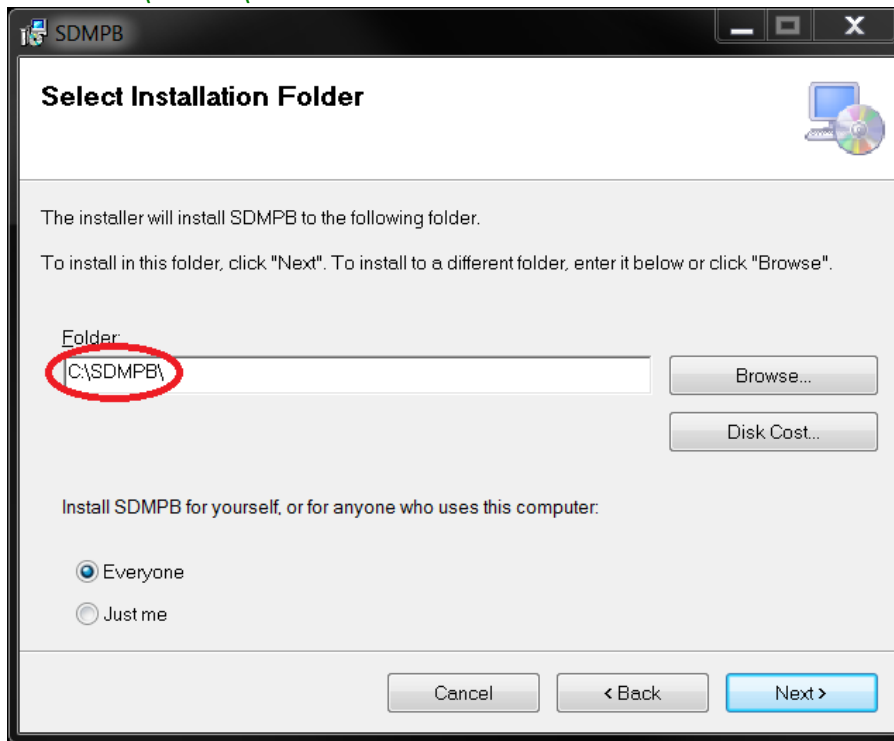 SDMPB
Select Installation Folder
The installer will install SDMPB to the following folder.
To install in this folder, click "Next". To install to a different folder, enter it below or click "Browse".
Folder:
C:\SDMPB\
Browse...
Disk Cost...
Install SDMPB for yourself, or for anyone who uses this computer:
Everyone
Just me
Cancel
< Back
Next >